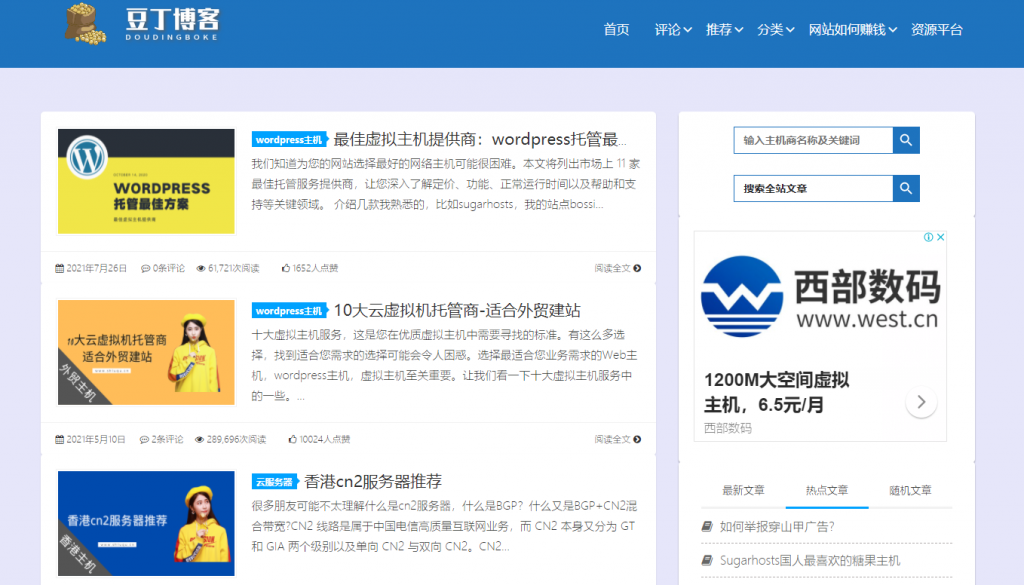 豆丁博客
DOUDINGBOKE
首页 评论 推荐 分类 网站如何赚钱 资源平台
WORDPRESS
托管最佳方案
wordpress主机 最佳虚拟主机提供商：wordpress托管最...
我们知道为您的网站选择最好的网络主机可能很困难。本文将列出市场上 11 家
最佳托管服务提供商，让您深入了解定价、功能、正常运行时间以及帮助和支
持等关键领域。 介绍几款我熟悉的，比如sugarhosts，我的站点bossi...
2021年7月26日 0条评论 61,721次阅读 1652人点赞 阅读全文
10大云虚拟机托管商
适合外贸建站
外贸主机
wordpress主机 10大云虚拟机托管商-适合外贸建站
十大虚拟主机服务，这是您在优质虚拟主机中需要寻找的标准。有这么多选
择，找到适合您需求的选择可能会令人困惑。选择最适合您业务需求的Web主
机，wordpress主机，虚拟主机至关重要。让我们看一下十大虚拟主机服务中
的一些。...
2021年5月10日 2条评论 289,696次阅读 10024人点赞 阅读全文
香港cn2服务器推荐
香港主机
云服务器 香港cn2服务器推荐
很多朋友可能不太理解什么是cn2服务器，什么是BGP？什么又是BGP+CN2混
合带宽?CN2 线路是属于中国电信高质量互联网业务，而 CN2 本身又分为 GT
和 GIA 两个级别以及单向 CN2 与双向 CN2。CN2...
输入主机商名称及关键词
搜索全站文章
西部数码
www.west.cn
1200M大空间虚拟
主机，6.5元/月
西部数码
最新文章 热点文章 随机文章
如何举报穿山甲广告？
Sugarhosts国人最喜欢的糖果主机